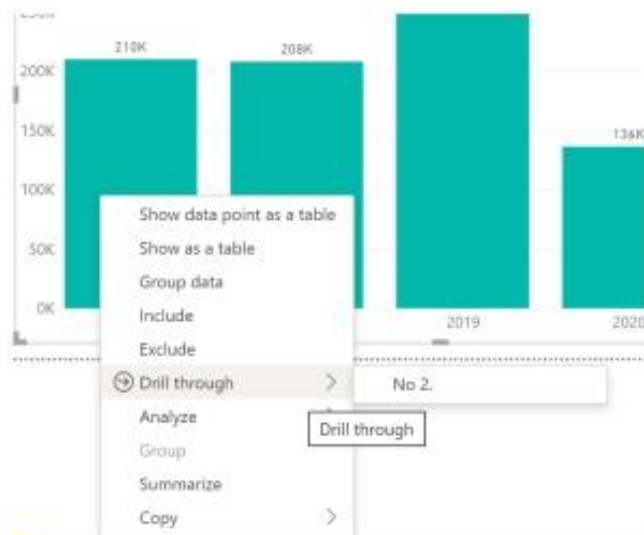 250K
210K
208K
200K
150K
136K
100K
50K
0K
2019
2020
Show data point as a table
Show as a table
Group data
Include
Exclude
Drill through
No 2.
Analyze
Drill through
Group
Summarize
Copy